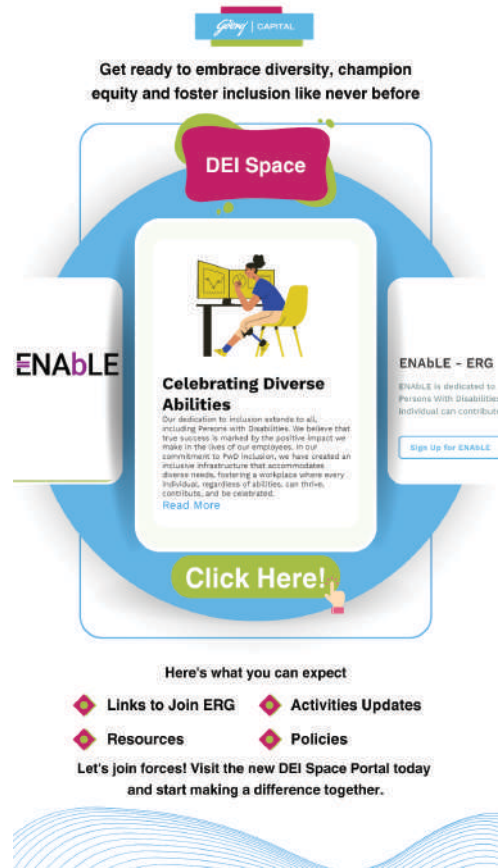 Godrej | CAPITAL
Get ready to embrace diversity, champion
equity and foster inclusion like never before
DEI Space
ENAbLE
Celebrating Diverse
Abilities
Our dedication to inclusion extends to all,
including Persons with Disabilities. We believe that
true success is marked by the positive impact we
make in the lives of our employees. In our
commitment to PwD inclusion, we have created an
inclusive infrastructure that accommodates
diverse needs, fostering a workplace where every
individual, regardless of abilities, can thrive,
contribute, and be celebrated.
Read More
ENAbLE - ERG
ENAbLE is dedicated to
Persons With Disabilities
individual can contribute
Sign Up for ENAbLE
Click Here!
Here's what you can expect
Links to Join ERG
Activities Updates
Resources
Policies
Let's join forces! Visit the new DEI Space Portal today
and start making a difference together.